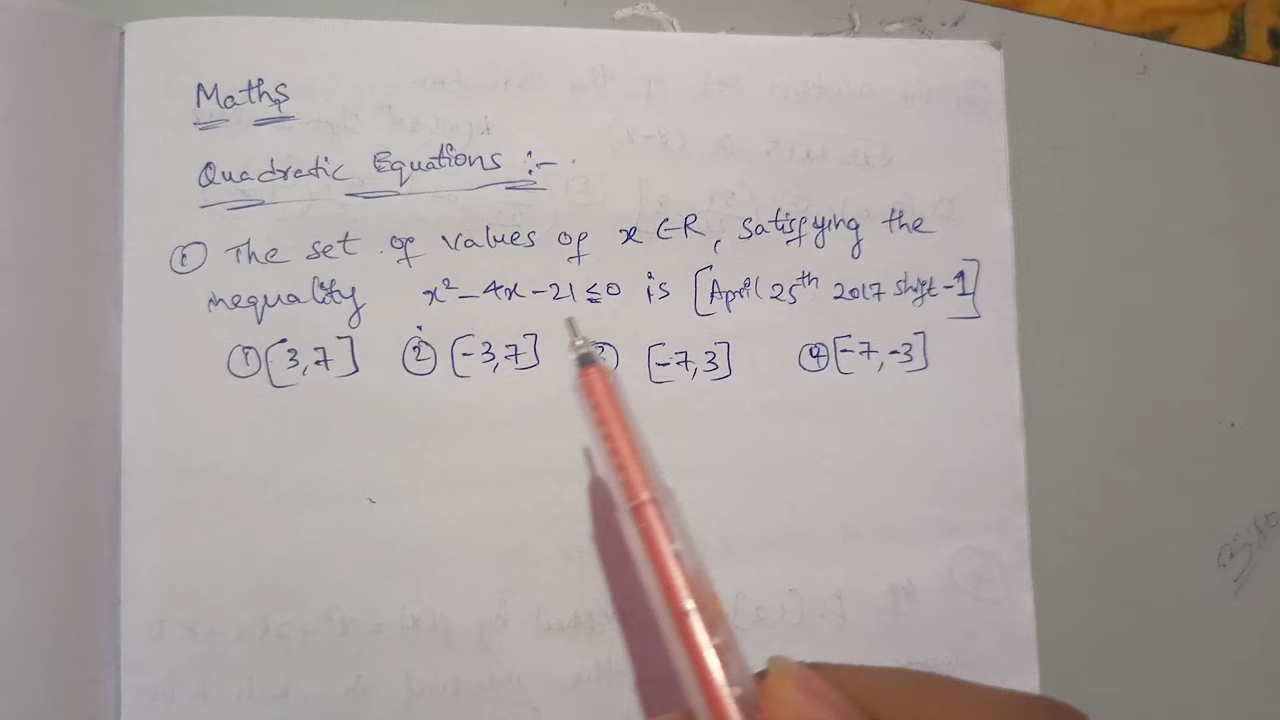 Maths
Quadratic Equations :-
① The set of values of x ∈ R, satisfying the
inequality x² - 4x - 21 ≤ 0 is [April 25th 2017 shift-1]
① [3,7] ② [-3,7] ③ [-7,3] ④ [-7,-3]